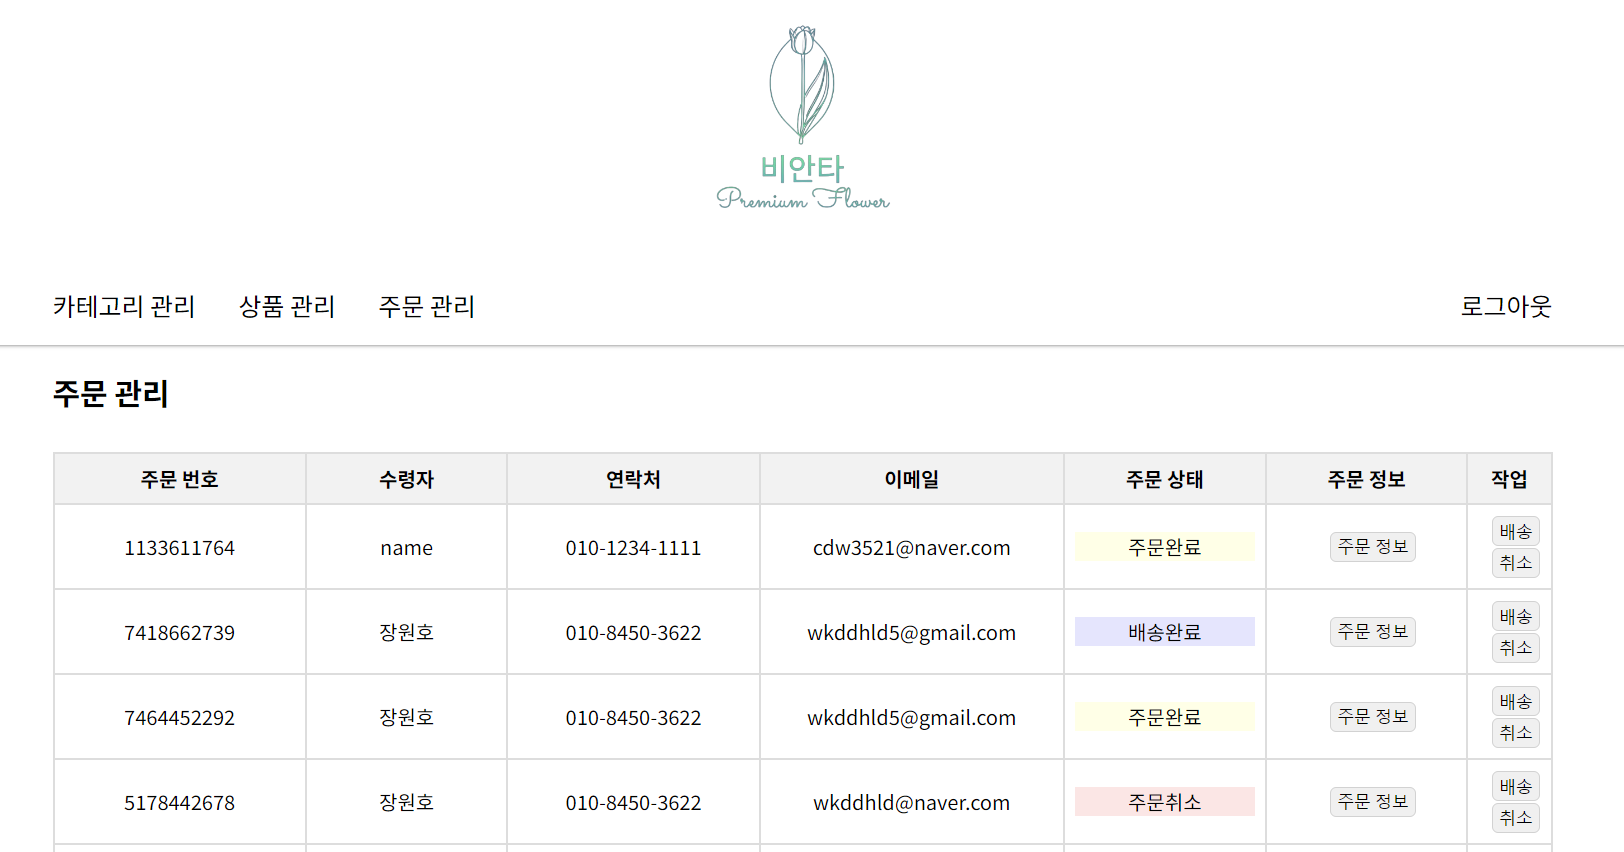 비안타
Premium Flower
카테고리 관리 상품 관리 주문 관리 로그아웃
주문 관리
주문 번호 수령자 연락처 이메일 주문 상태 주문 정보 작업
1133611764 name 010-1234-1111 cdw3521@naver.com 주문완료 주문 정보 배송
취소
7418662739 장원호 010-8450-3622 wkddhld5@gmail.com 배송완료 주문 정보 배송
취소
7464452292 장원호 010-8450-3622 wkddhld5@gmail.com 주문완료 주문 정보 배송
취소
5178442678 장원호 010-8450-3622 wkddhld@naver.com 주문취소 주문 정보 배송
취소